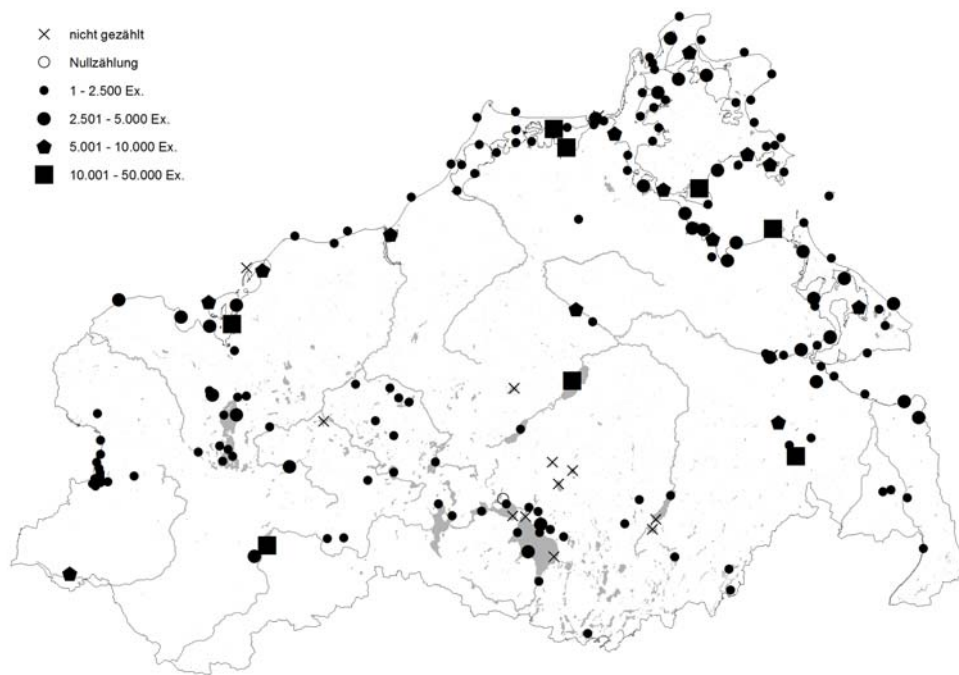 nicht gezählt
Nullzählung
1 - 2.500 Ex.
2.501 - 5.000 Ex.
5.001 - 10.000 Ex.
10.001 - 50.000 Ex.